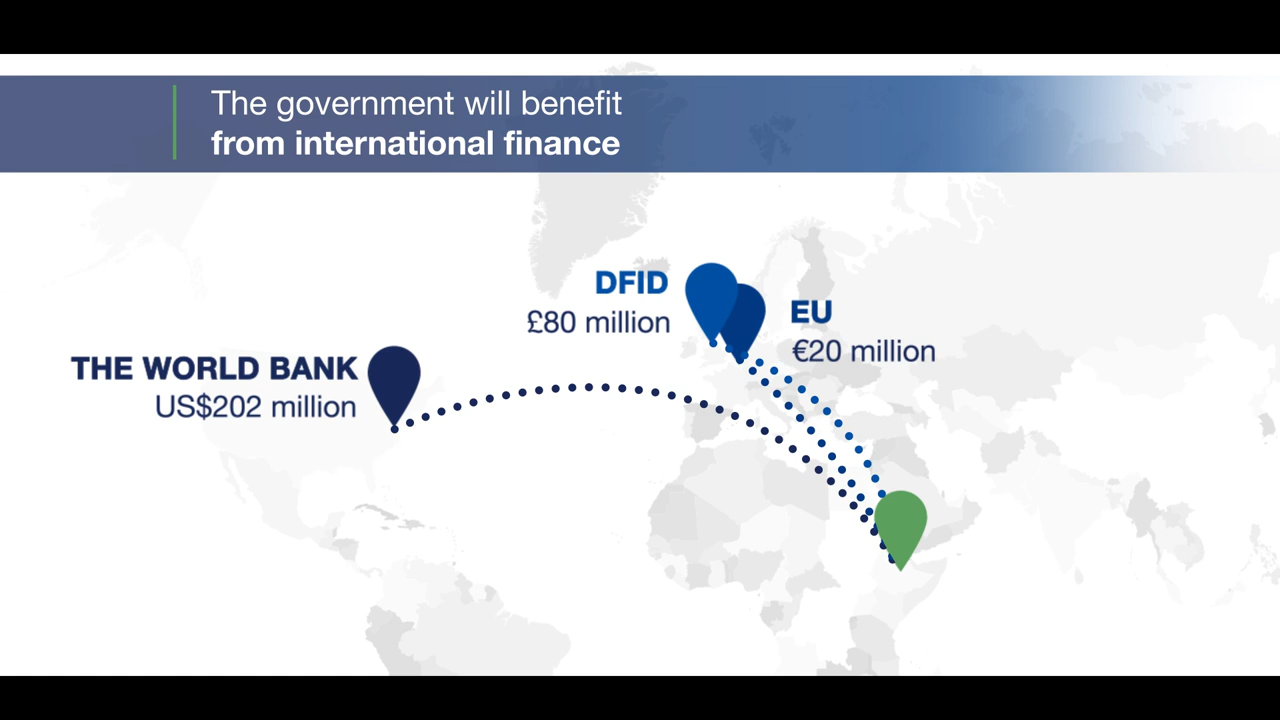 The government will benefit
from international finance
DFID
£80 million
EU
€20 million
THE WORLD BANK
US$202 million